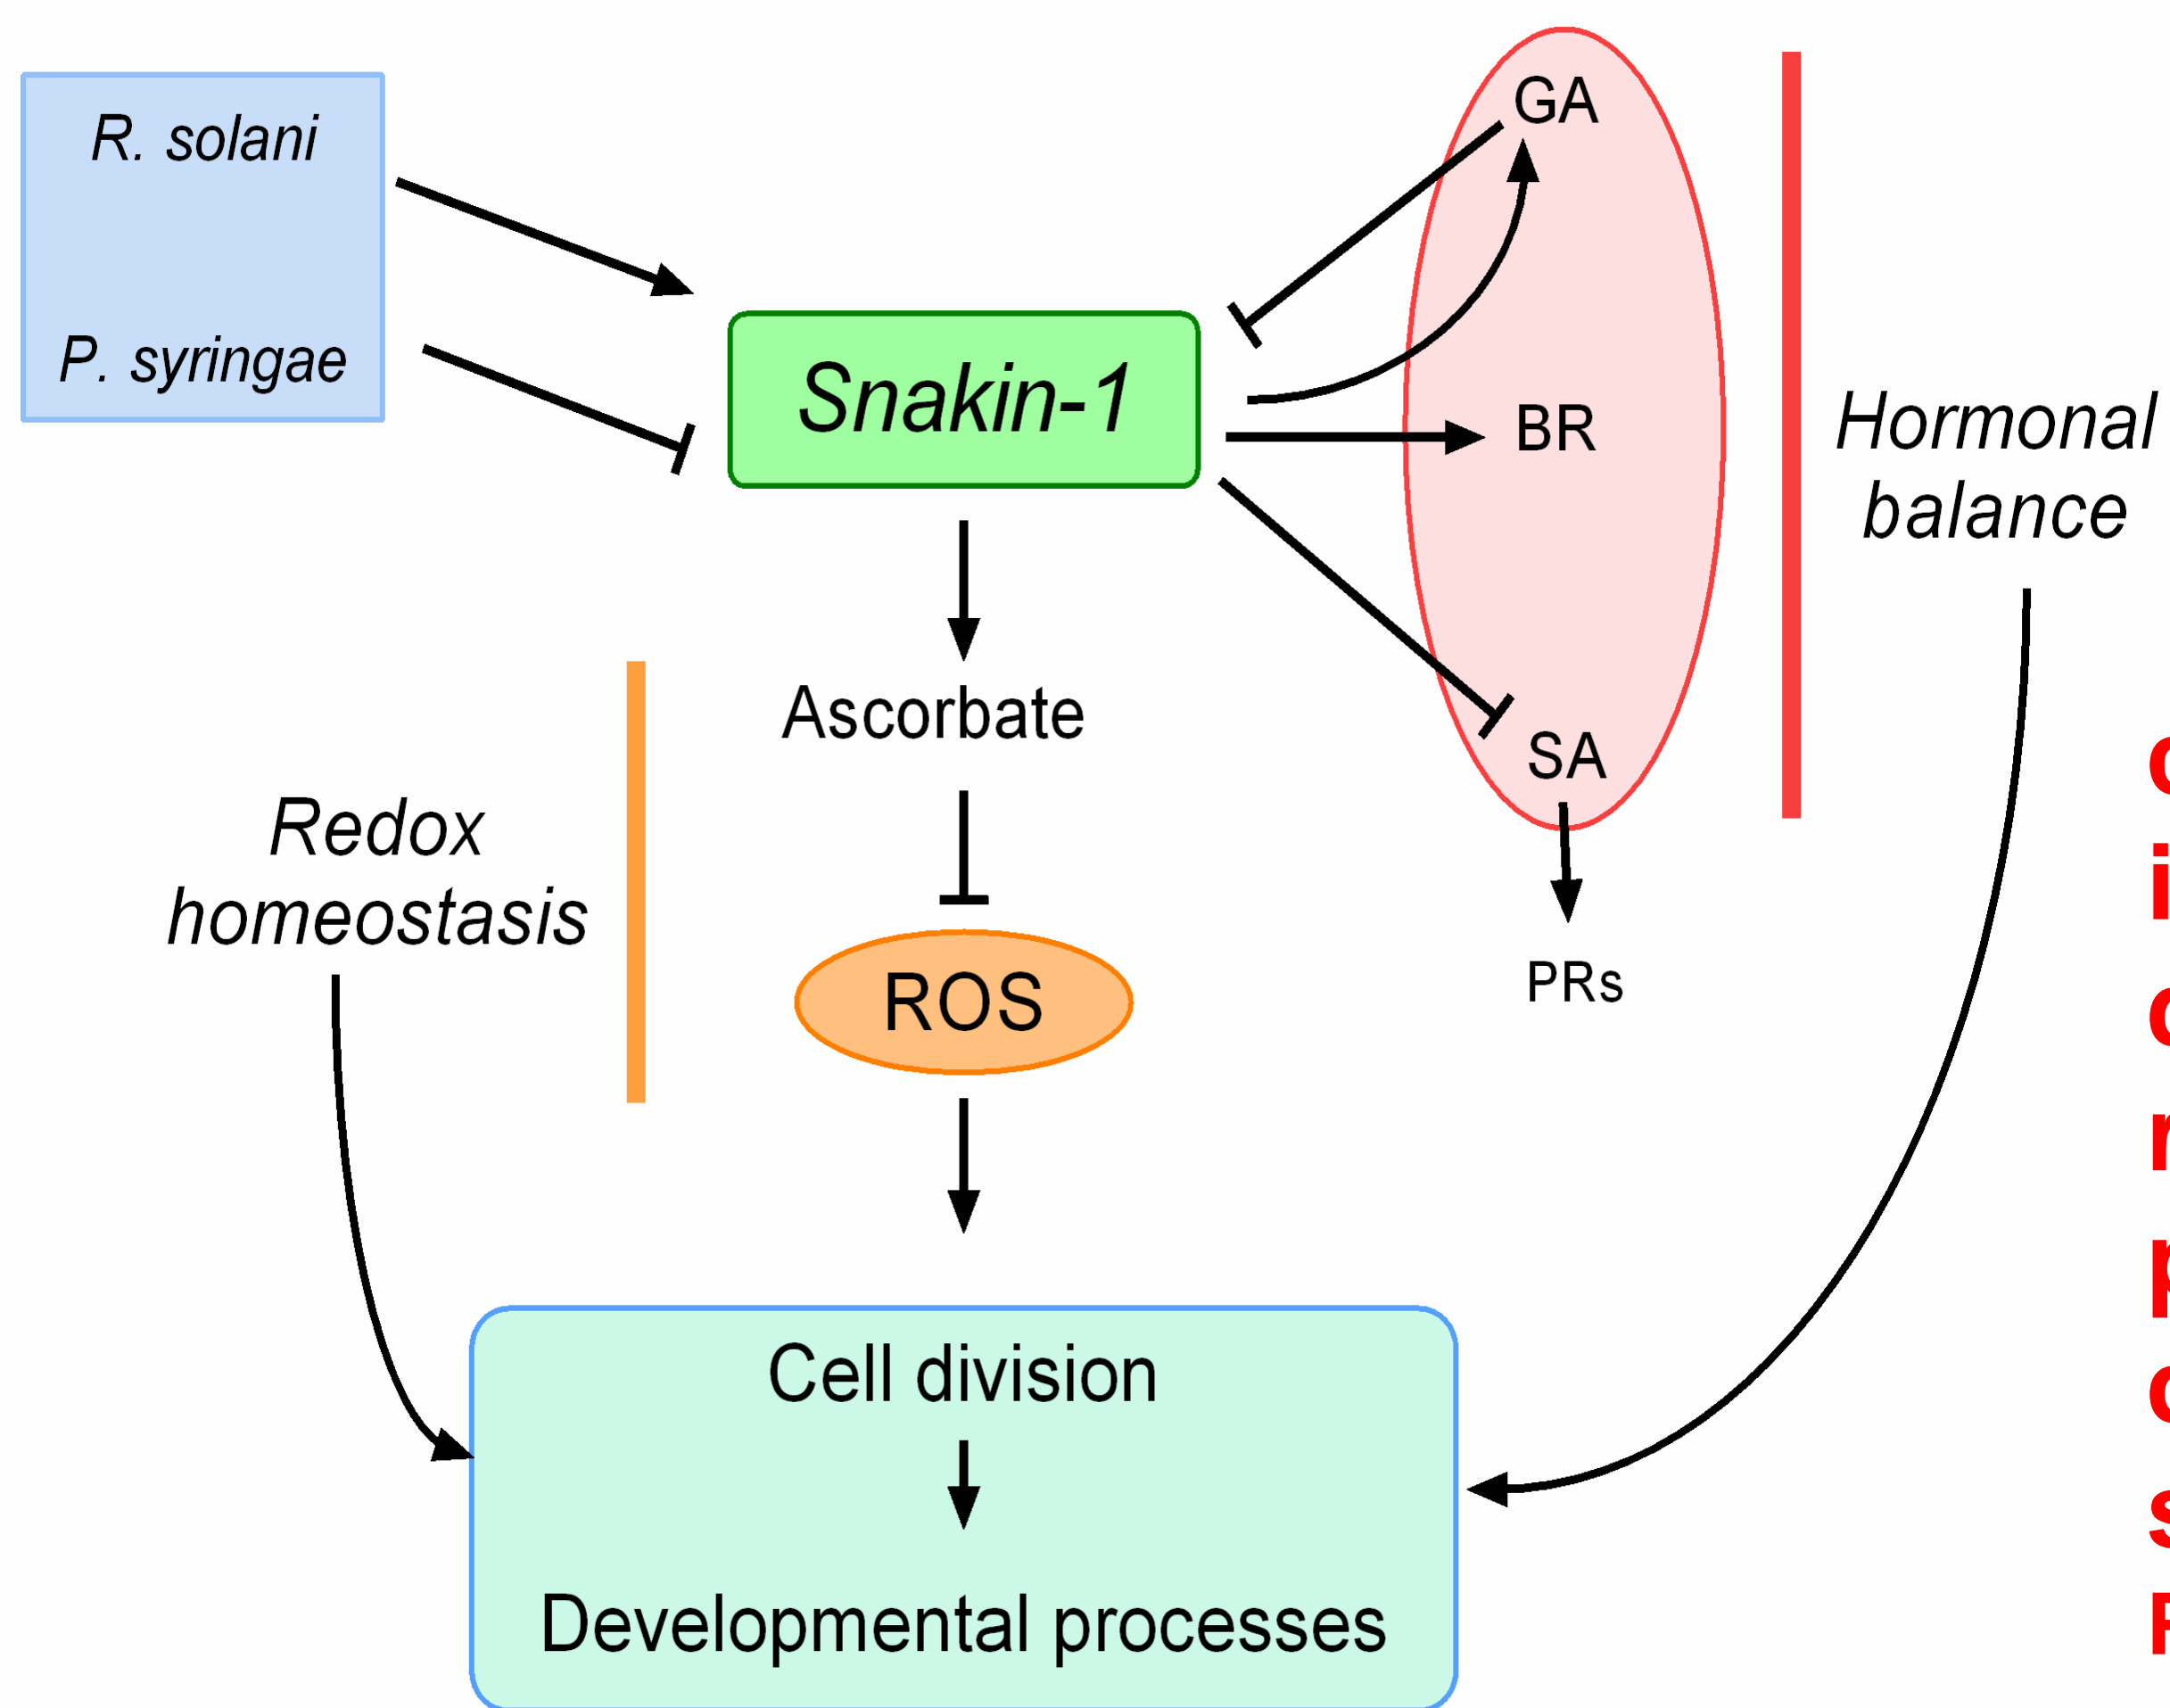 R. solani
P. syringae
Snakin-1
GA
BR
SA
PRs
Hormonal
balance
Ascorbate
ROS
Redox
homeostasis
Cell division
Developmental processes